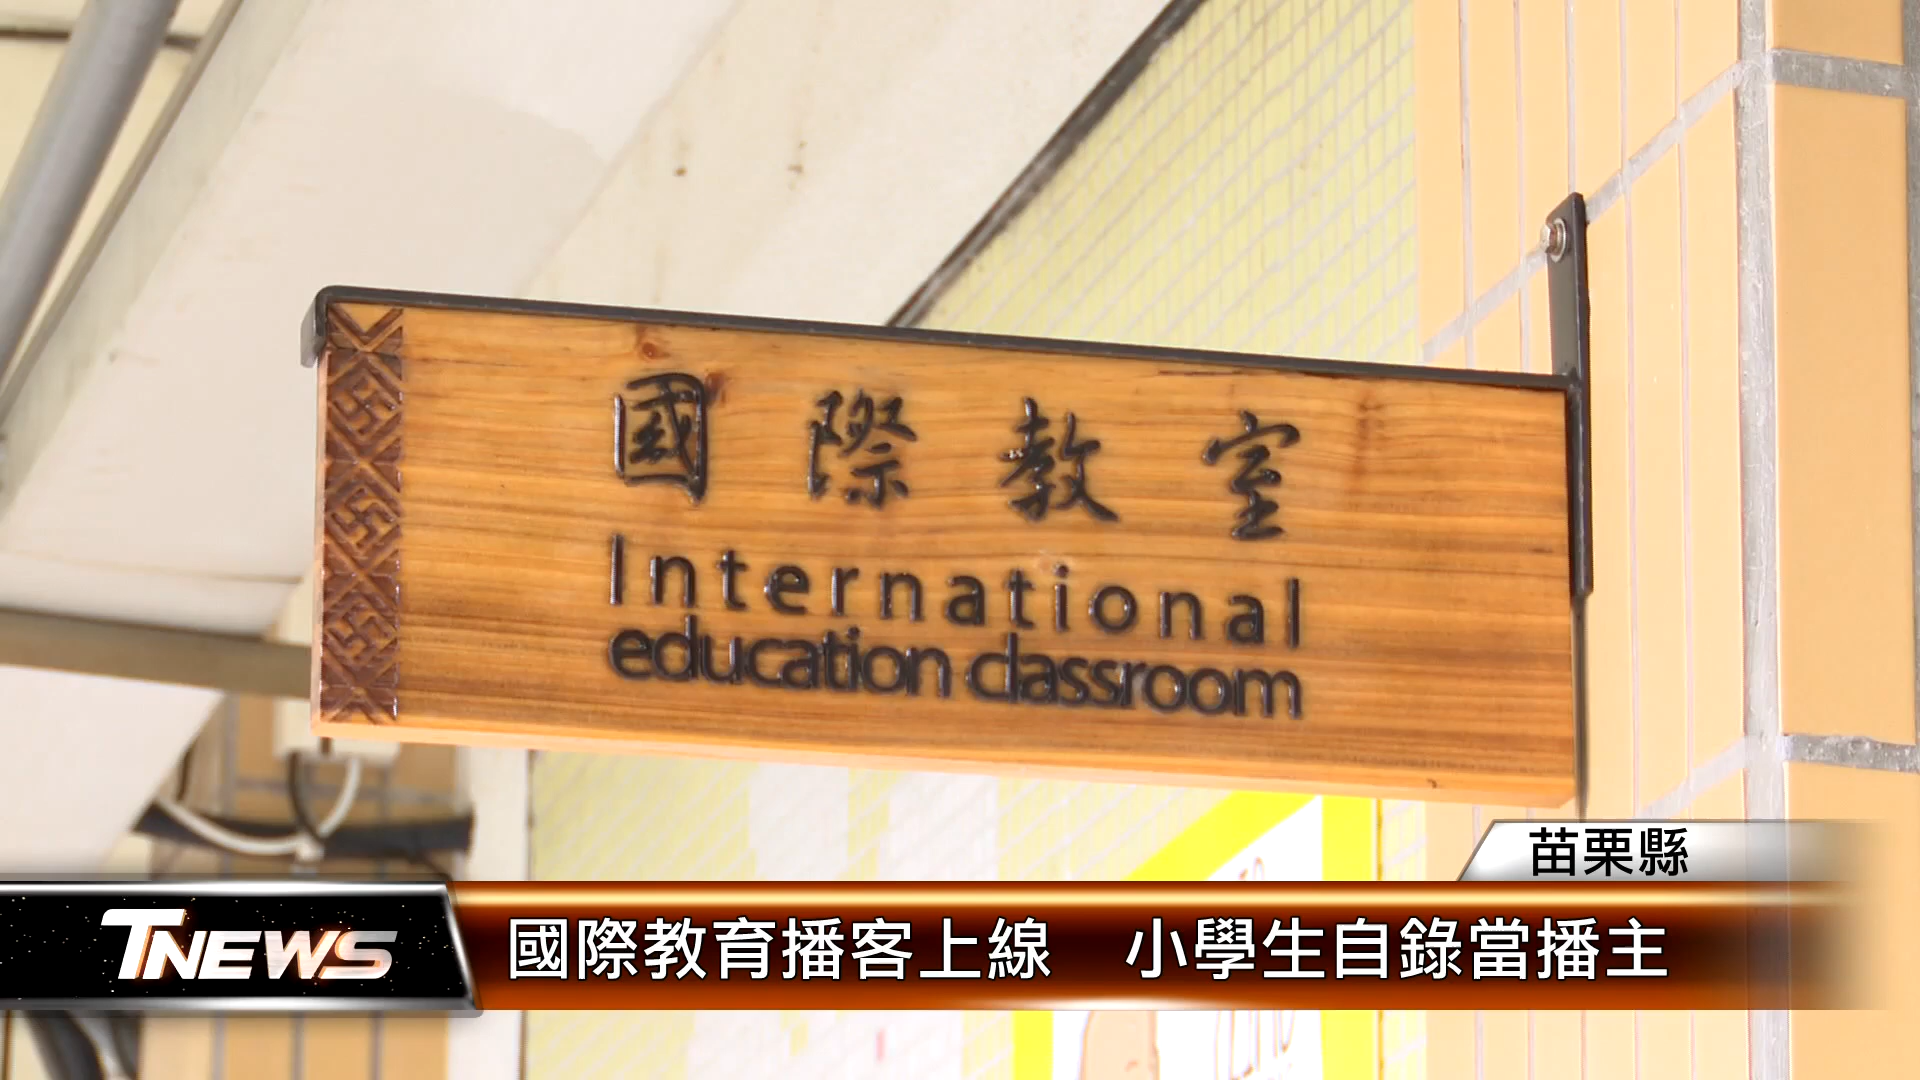 國際教室
International
education classroom
苗栗縣
TNEWS
國際教育播客上線 小學生自錄當播主